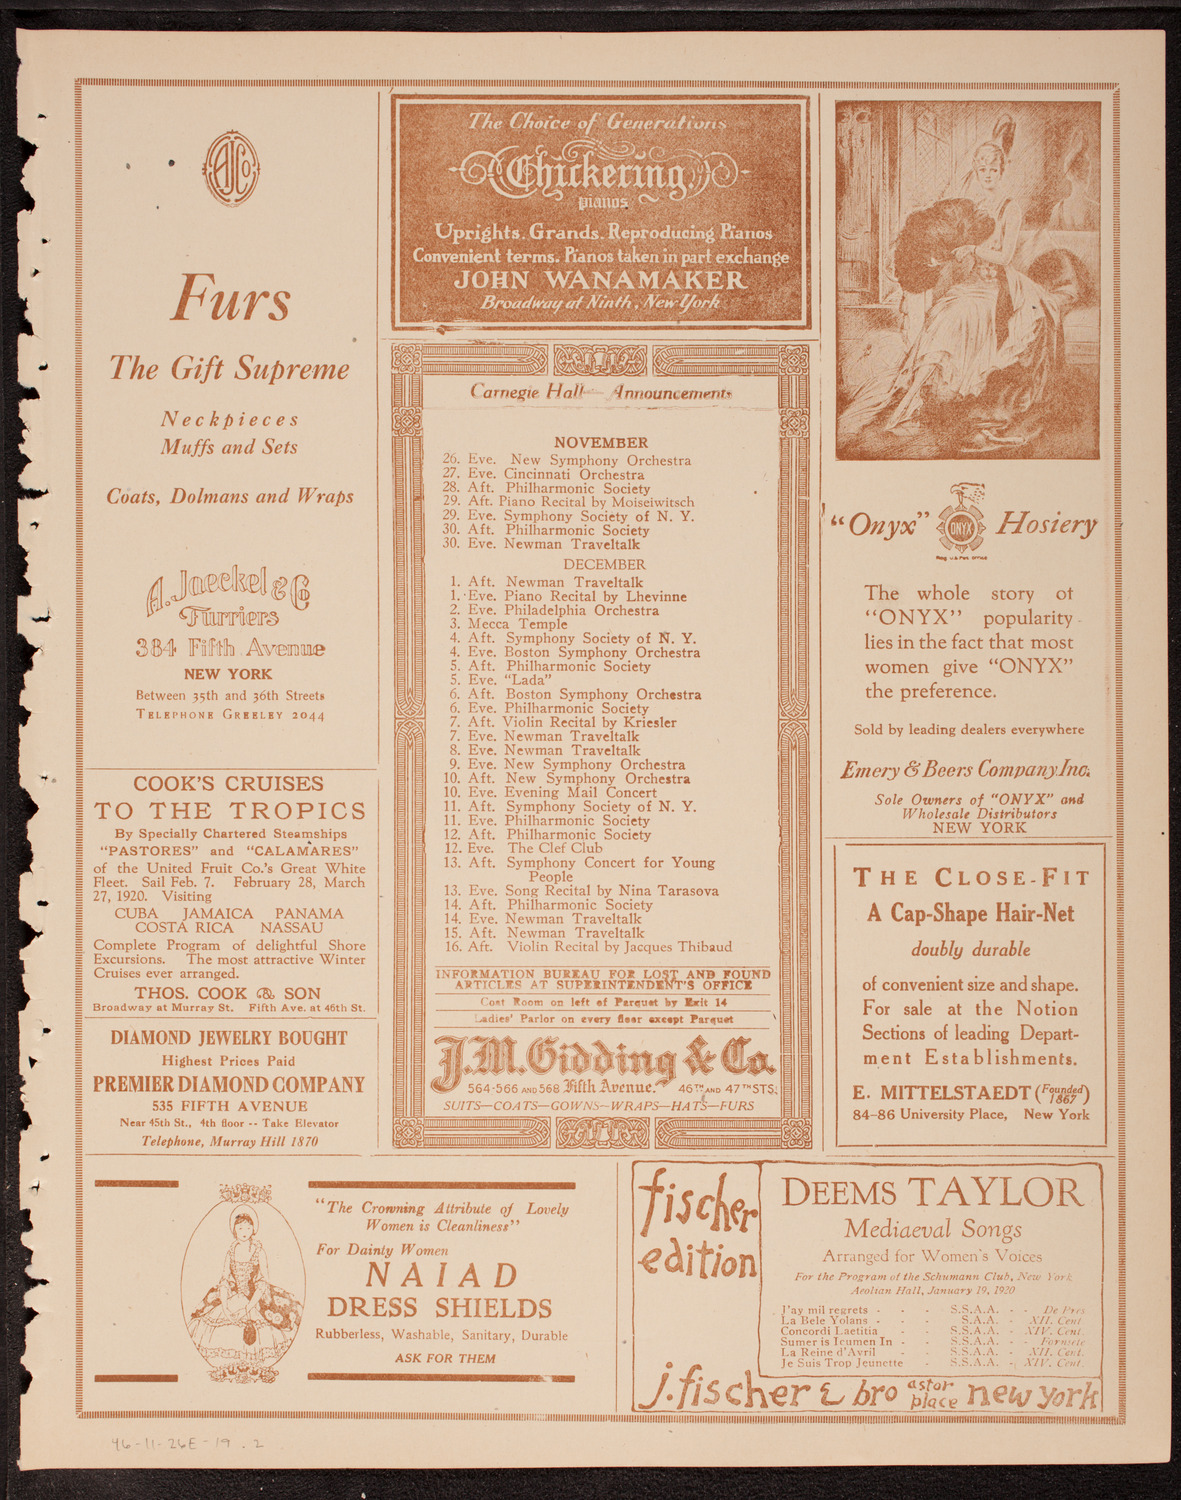 AJCo.
Furs
The Gift Supreme
Neckpieces
Muffs and Sets
Coats, Dolmans and Wraps
A. Jaeckel & Co
Furriers
384 Fifth Avenue
NEW YORK
Between 35th and 36th Streets
TELEPHONE GREELEY 2044
COOK'S CRUISES
TO THE TROPICS
By Specially Chartered Steamships
"PASTORES" and "CALAMARES"
of the United Fruit Co.'s Great White
Fleet. Sail Feb. 7. February 28, March
27, 1920. Visiting
CUBA JAMAICA PANAMA
COSTA RICA NASSAU
Complete Program of delightful Shore
Excursions. The most attractive Winter
Cruises ever arranged.
THOS. COOK & SON
Broadway at Murray St. Fifth Ave. at 46th St.
DIAMOND JEWELRY BOUGHT
Highest Prices Paid
PREMIER DIAMOND COMPANY
535 FIFTH AVENUE
Near 45th St., 4th floor -- Take Elevator
Telephone, Murray Hill 1870
The Choice of Generations
Chickering
pianos
Uprights. Grands. Reproducing Pianos
Convenient terms. Pianos taken in part exchange
JOHN WANAMAKER
Broadway at Ninth, New York
Carnegie Hall Announcements
NOVEMBER
26. Eve. New Symphony Orchestra
27. Eve. Cincinnati Orchestra
28. Aft. Philharmonic Society
29. Aft. Piano Recital by Moiseiwitsch
29. Eve. Symphony Society of N. Y.
30. Aft. Philharmonic Society
30. Eve. Newman Traveltalk
DECEMBER
1. Aft. Newman Traveltalk
1. Eve. Piano Recital by Lhevinne
2. Eve. Philadelphia Orchestra
3. Mecca Temple
4. Aft. Symphony Society of N. Y.
4. Eve. Boston Symphony Orchestra
5. Aft. Philharmonic Society
5. Eve. "Lada"
6. Aft. Boston Symphony Orchestra
6. Eve. Philharmonic Society
7. Aft. Violin Recital by Kriesler
7. Eve. Newman Traveltalk
8. Eve. Newman Traveltalk
9. Eve. New Symphony Orchestra
10. Aft. New Symphony Orchestra
10. Eve. Evening Mail Concert
11. Aft. Symphony Society of N. Y.
11. Eve. Philharmonic Society
12. Aft. Philharmonic Society
12. Eve. The Clef Club
13. Aft. Symphony Concert for Young
People
13. Eve. Song Recital by Nina Tarasova
14. Aft. Philharmonic Society
14. Eve. Newman Traveltalk
15. Aft. Newman Traveltalk
16. Aft. Violin Recital by Jacques Thibaud
INFORMATION BUREAU FOR LOST AND FOUND
ARTICLES AT SUPERINTENDENT'S OFFICE
Coat Room on left of Parquet by Exit 14
Ladies' Parlor on every floor except Parquet
J.M. Gidding & Co.
564-566 AND 568 Fifth Avenue. 46TH AND 47TH STS.
SUITS—COATS—GOWNS—WRAPS—HATS—FURS
"Onyx" ONYX Hosiery
Reg. U.S. Pat. Office
The whole story of
"ONYX" popularity
lies in the fact that most
women give "ONYX"
the preference.
Sold by leading dealers everywhere
Emery & Beers Company, Inc.
Sole Owners of "ONYX" and
Wholesale Distributors
NEW YORK
THE CLOSE-FIT
A Cap-Shape Hair-Net
doubly durable
of convenient size and shape.
For sale at the Notion
Sections of leading Depart-
ment Establishments.
E. MITTELSTAEDT (Founded 1867)
84-86 University Place, New York
"The Crowning Attribute of Lovely
Women is Cleanliness"
For Dainty Women
NAIAD
DRESS SHIELDS
Rubberless, Washable, Sanitary, Durable
ASK FOR THEM
fischer
edition
DEEMS TAYLOR
Mediaeval Songs
Arranged for Women's Voices
For the Program of the Schumann Club, New York
Aeolian Hall, January 19, 1920
J'ay mil regrets - - - S.S.A.A. - - De Pres
La Bele Yolans - - - S.A.A. - XII. Cent
Concordi Laetitia - - S.S.A.A. - XIV. Cent.
Sumer is Icumen In - - S.S.A.A. - - Fornsete
La Reine d'Avril - - S.S.A.A. - XII. Cent.
Je Suis Trop Jeunette - S.S.A.A. - XIV. Cent.
j. fischer & bro astor place new york
46-11-26E-19 . 2